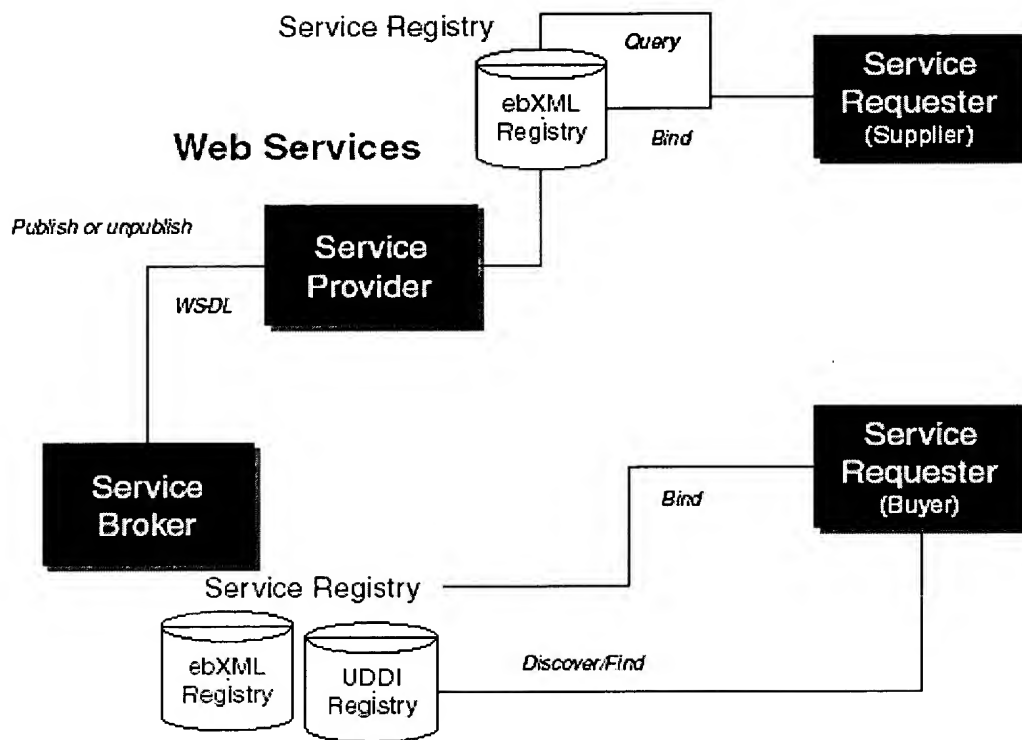 Service Registry
Query
ebXML
Registry
Bind
Service
Requester
(Supplier)
Web Services
Publish or unpublish
Service
Provider
WSDL
Service
Broker
Service
Requester
(Buyer)
Bind
Service Registry
ebXML
Registry
UDDI
Registry
Discover/Find